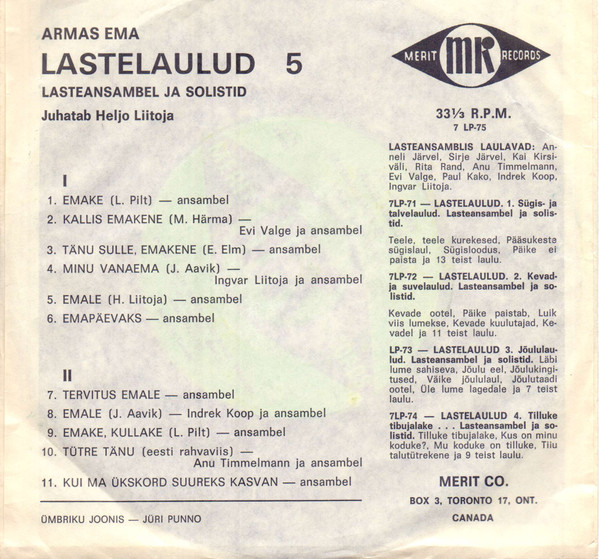 ARMAS EMA
LASTELAULUD 5
LASTEANSAMBEL JA SOLISTID
Juhatab Heljo Liitoja
I
1. EMAKE (L. Pilt) — ansambel
2. KALLIS EMAKENE (M. Härma) —
Evi Valge ja ansambel
3. TÄNU SULLE, EMAKENE (E. Elm) — ansambel
4. MINU VANAEMA (J. Aavik) —
Ingvar Liitoja ja ansambel
5. EMALE (H. Liitoja) — ansambel
6. EMAPÄEVAKS — ansambel
II
7. TERVITUS EMALE — ansambel
8. EMALE (J. Aavik) — Indrek Koop ja ansambel
9. EMAKE, KULLAKE (L. Pilt) — ansambel
10. TÜTRE TÄNU (eesti rahvaviis) —
Anu Timmelmann ja ansambel
11. KUI MA ÜKSKORD SUUREKS KASVAN — ansambel
ÜMBRIKU JOONIS — JÜRI PUNNO
MERIT MR RECORDS
33⅓ R.P.M.
7 LP-75
LASTEANSAMBLIS LAULAVAD: An-
neli Järvel, Sirje Järvel, Kai Kirsi-
väli, Rita Rand, Anu Timmelmann,
Evi Valge, Paul Kako, Indrek Koop,
Ingvar Liitoja.
7LP-71 — LASTELAULUD. 1. Sügis- ja
talvelaulud. Lasteansambel ja solis-
tid.
Teele, teele kurekesed, Pääsukesta
sügislaul, Sügisloodus, Päike ei
paista ja 13 teist laulu.
7LP-72 — LASTELAULUD. 2. Kevad-
ja suvelaulud. Lasteansambel ja so-
listid.
Kevade ootel, Päike paistab, Luik
viis lumekse, Kevade kuulutajad, Ke-
vadel ja 11 teist laulu.
LP-73 — LASTELAULUD 3. Jõululau-
lud. Lasteansambel ja solistid. Läbi
lume sahiseva, Jõulu eel, Jõulukingi-
tused, Väike jõululaul, Jõulutaadi
ootel, Üle lume lagedale ja 7 teist
laulu.
7LP-74 — LASTELAULUD 4. Tilluke
tibujalake . . . Lasteansambel ja so-
listid. Tilluke tibujalake, Kus on minu
koduke?, Mu koduke on tilluke, Tiiu
talutütrekene ja 9 teist laulu.
MERIT CO.
BOX 3, TORONTO 17, ONT.
CANADA